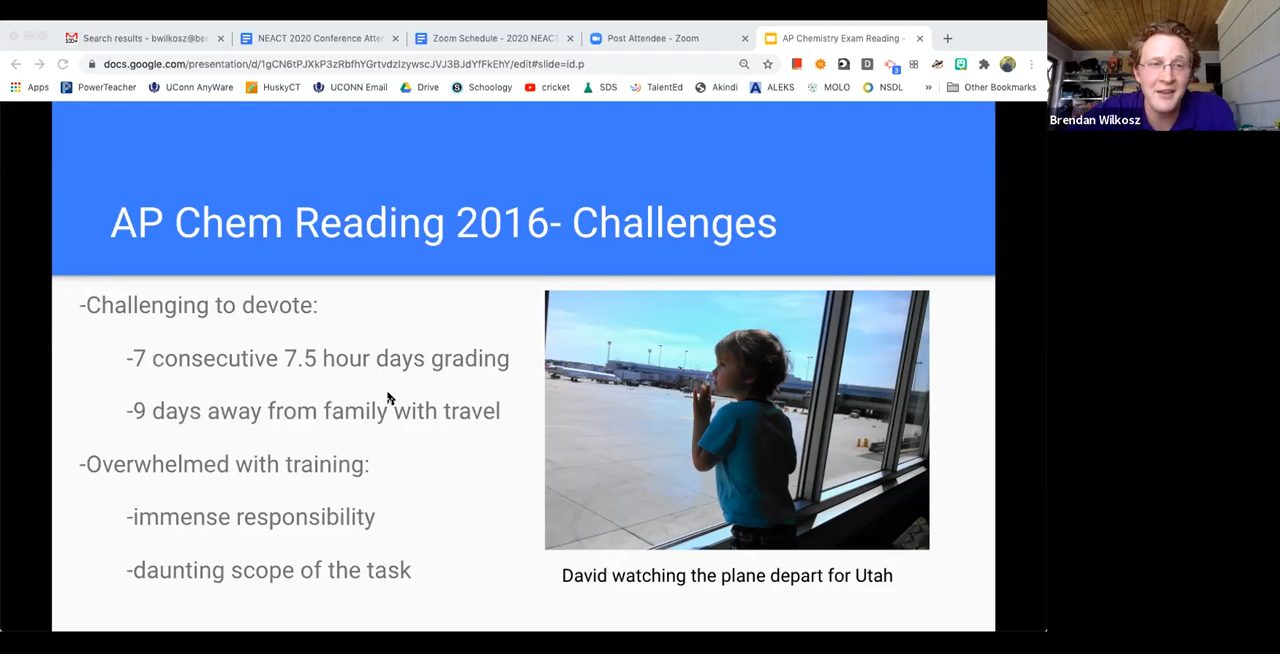 Search results - bwilkosz@be
NEACT 2020 Conference Atter
Zoom Schedule - 2020 NEACT
Post Attendee - Zoom
AP Chemistry Exam Reading -
docs.google.com/presentation/d/1gCN6tPJXkP3zRbfhYGrtvdzIzywscJVJ3BJdYfFkEhY/edit#slide=id.p
Apps
PowerTeacher
UConn AnyWare
HuskyCT
UCONN Email
Drive
Schoology
cricket
SDS
TalentEd
Akindi
ALEKS
MOLO
NSDL
»
Other Bookmarks
Brendan Wilkosz
AP Chem Reading 2016- Challenges
-Challenging to devote:
-7 consecutive 7.5 hour days grading
-9 days away from family with travel
-Overwhelmed with training:
-immense responsibility
-daunting scope of the task
David watching the plane depart for Utah